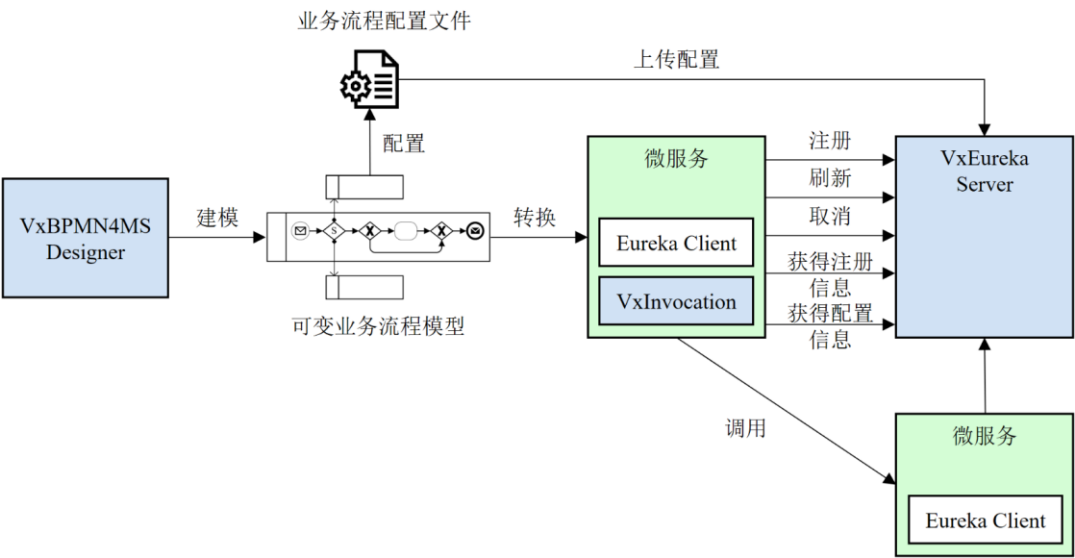 业务流程配置文件
上传配置
配置
VxBPMN4MS
Designer
建模
S
可变业务流程模型
转换
微服务
Eureka Client
VxInvocation
注册
刷新
取消
获得注册
信息
获得配置
信息
VxEureka
Server
调用
微服务
Eureka Client